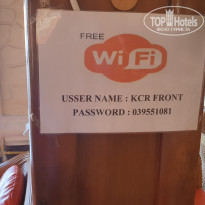 TOP HOTELS
FREE
WiFi
USSER NAME : KCR FRONT
PASSWORD : 039551081